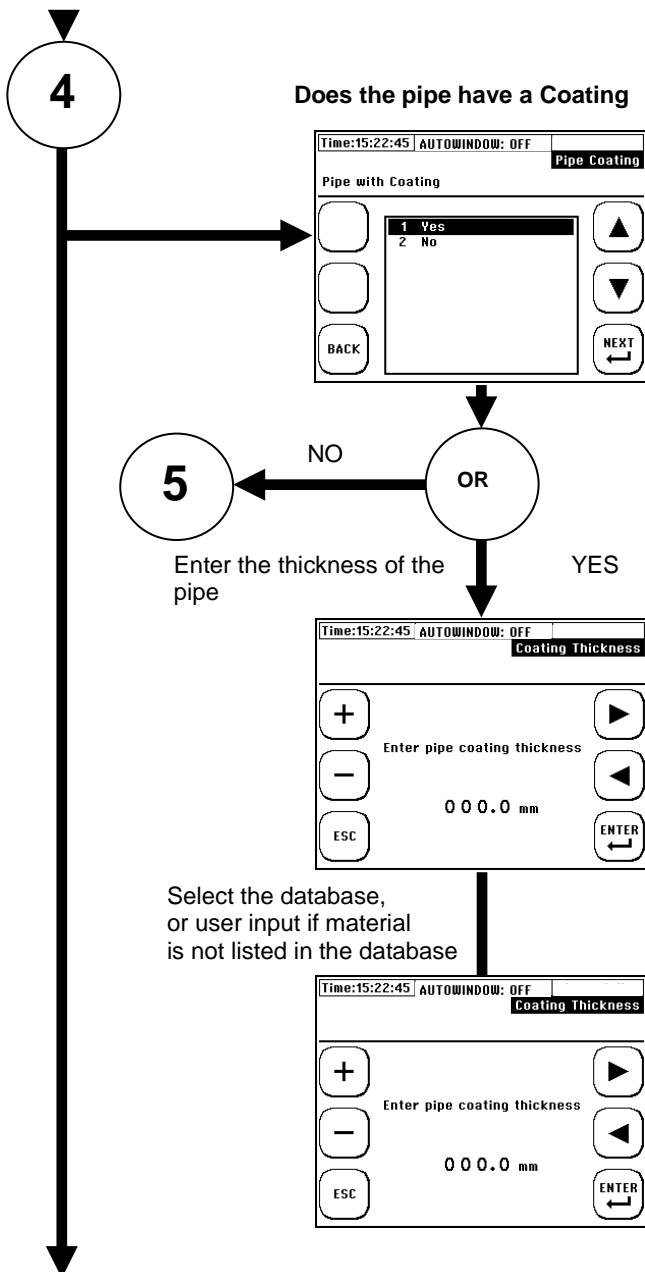 4
Does the pipe have a Coating
Time:15:22:45 AUTOWINDOW: OFF
Pipe Coating
Pipe with Coating
1 Yes
2 No
BACK
NEXT
NO
5
OR
Enter the thickness of the
pipe
YES
Time:15:22:45 AUTOWINDOW: OFF
Coating Thickness
+
Enter pipe coating thickness
−
000.0 mm
ESC
ENTER
Select the database,
or user input if material
is not listed in the database
Time:15:22:45 AUTOWINDOW: OFF
Coating Thickness
+
Enter pipe coating thickness
−
000.0 mm
ESC
ENTER